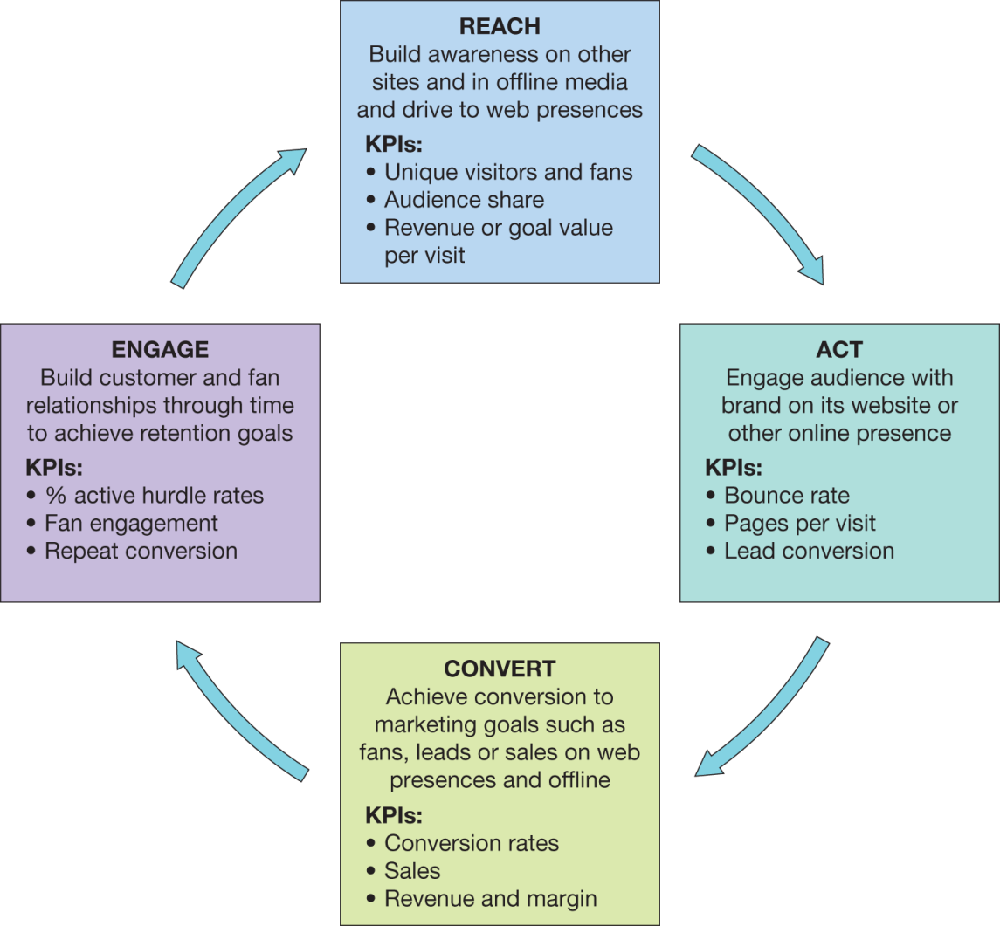 REACH
Build awareness on other
sites and in offline media
and drive to web presences
KPIs:
• Unique visitors and fans
• Audience share
• Revenue or goal value
per visit
ENGAGE
Build customer and fan
relationships through time
to achieve retention goals
KPIs:
• % active hurdle rates
• Fan engagement
• Repeat conversion
ACT
Engage audience with
brand on its website or
other online presence
KPIs:
• Bounce rate
• Pages per visit
• Lead conversion
CONVERT
Achieve conversion to
marketing goals such as
fans, leads or sales on web
presences and offline
KPIs:
• Conversion rates
• Sales
• Revenue and margin